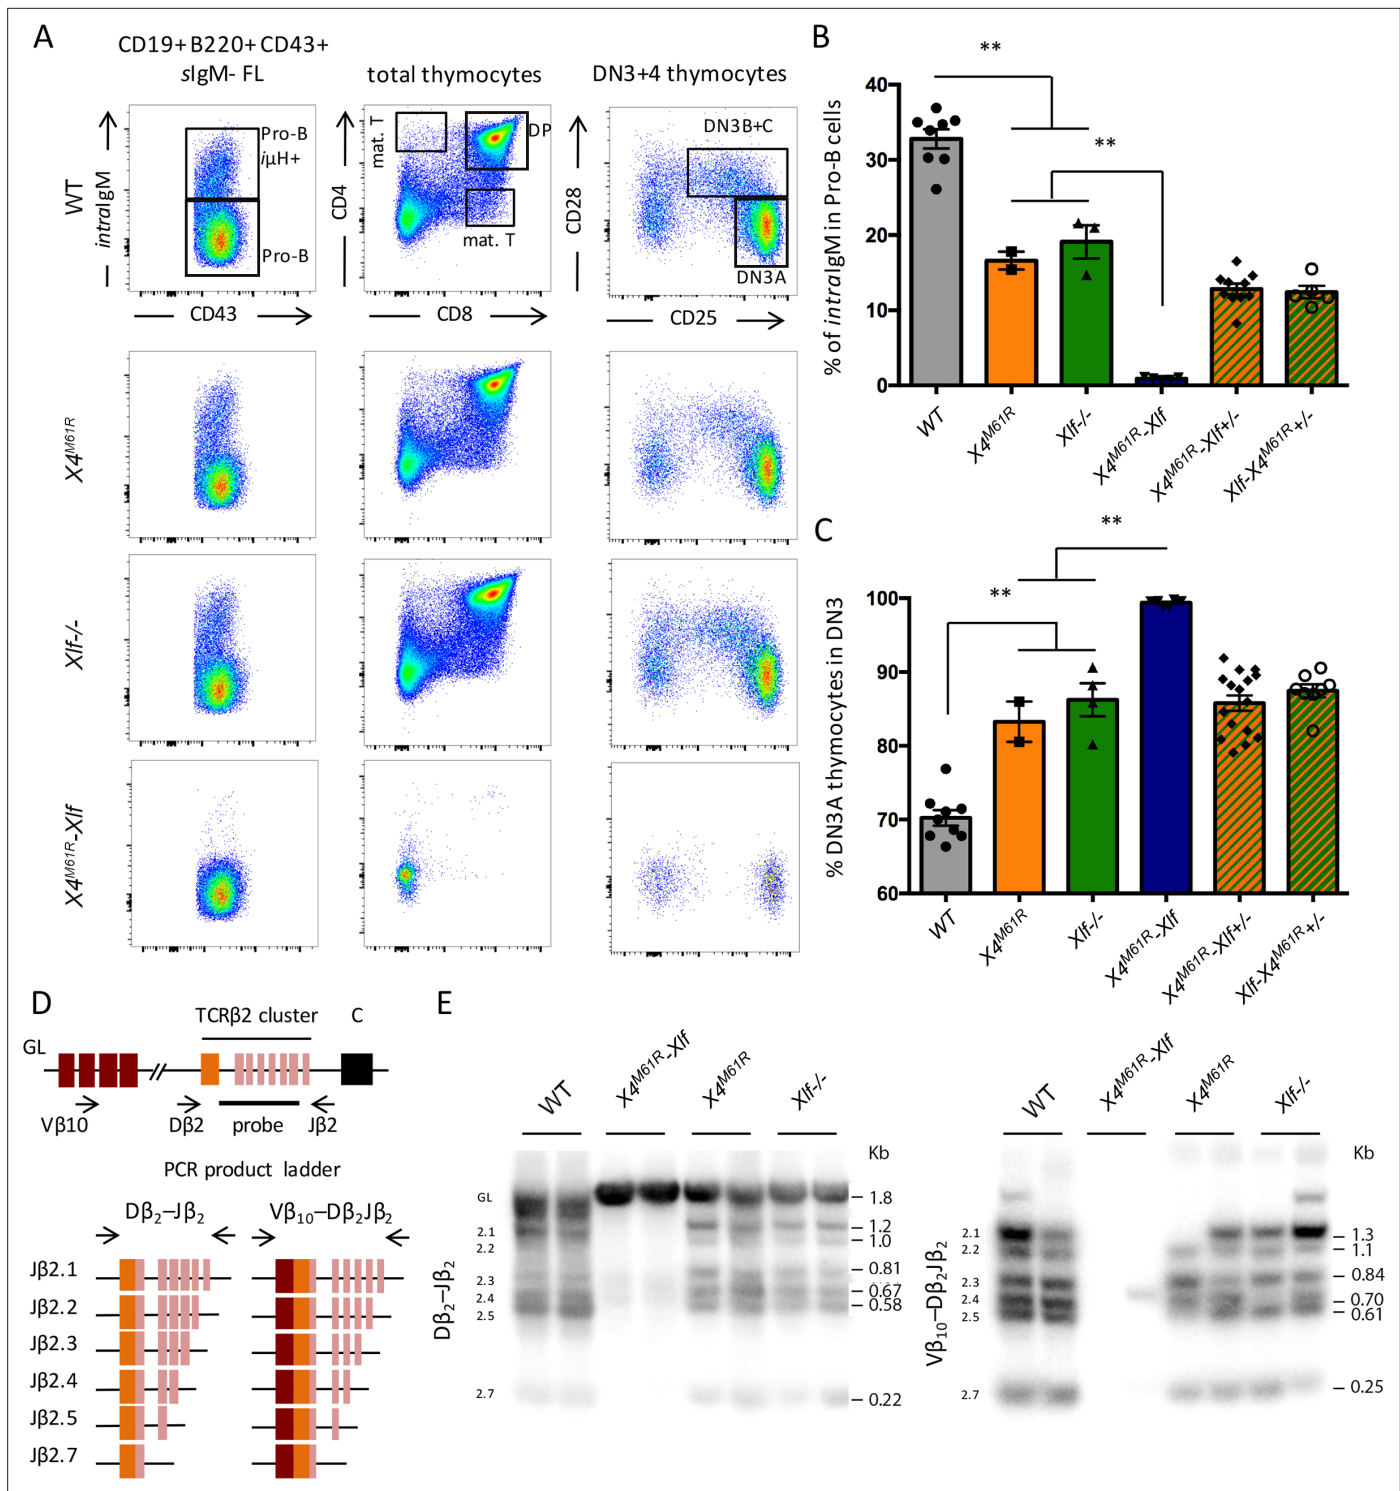 A
CD19+ B220+ CD43+
sIgM- FL
total thymocytes
DN3+4 thymocytes
WT
intraIgM
Pro-B
iμH+
Pro-B
CD43
CD4
mat. T
DP
mat. T
CD8
CD28
DN3B+C
DN3A
CD25
X4M61R
Xlf-/-
X4M61R-Xlf
B
% of intraIgM in Pro-B cells
40
30
20
10
0
**
**
WT
X4M61R
Xlf-/-
X4M61R-Xlf
X4M61R-Xlf+/-
Xlf-X4M61R+/-
C
% DN3A thymocytes in DN3
100
90
80
70
60
**
**
WT
X4M61R
Xlf-/-
X4M61R-Xlf
X4M61R-Xlf+/-
Xlf-X4M61R+/-
D
TCRβ2 cluster
C
GL
Vβ10
Dβ2
probe
Jβ2
PCR product ladder
Dβ2–Jβ2
Vβ10–Dβ2Jβ2
Jβ2.1
Jβ2.2
Jβ2.3
Jβ2.4
Jβ2.5
Jβ2.7
E
WT
X4M61R-Xlf
X4M61R
Xlf-/-
Kb
Dβ2–Jβ2
GL
2.1
2.2
2.3
2.4
2.5
2.7
1.8
1.2
1.0
0.81
0.67
0.58
0.22
WT
X4M61R-Xlf
X4M61R
Xlf-/-
Kb
Vβ10–Dβ2Jβ2
2.1
2.2
2.3
2.4
2.5
2.7
1.3
1.1
0.84
0.70
0.61
0.25